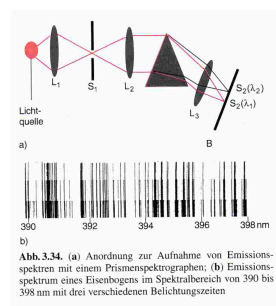 L₁
S₁
L₂
L₃
S₂(λ₂)
S₂(λ₁)
Licht-
quelle
a)
B
390
392
394
396
398 nm
b)
Abb. 3.34. (a) Anordnung zur Aufnahme von Emissions-
spektren mit einem Prismenspektrographen; (b) Emissions-
spektrum eines Eisenbogens im Spektralbereich von 390 bis
398 nm mit drei verschiedenen Belichtungszeiten